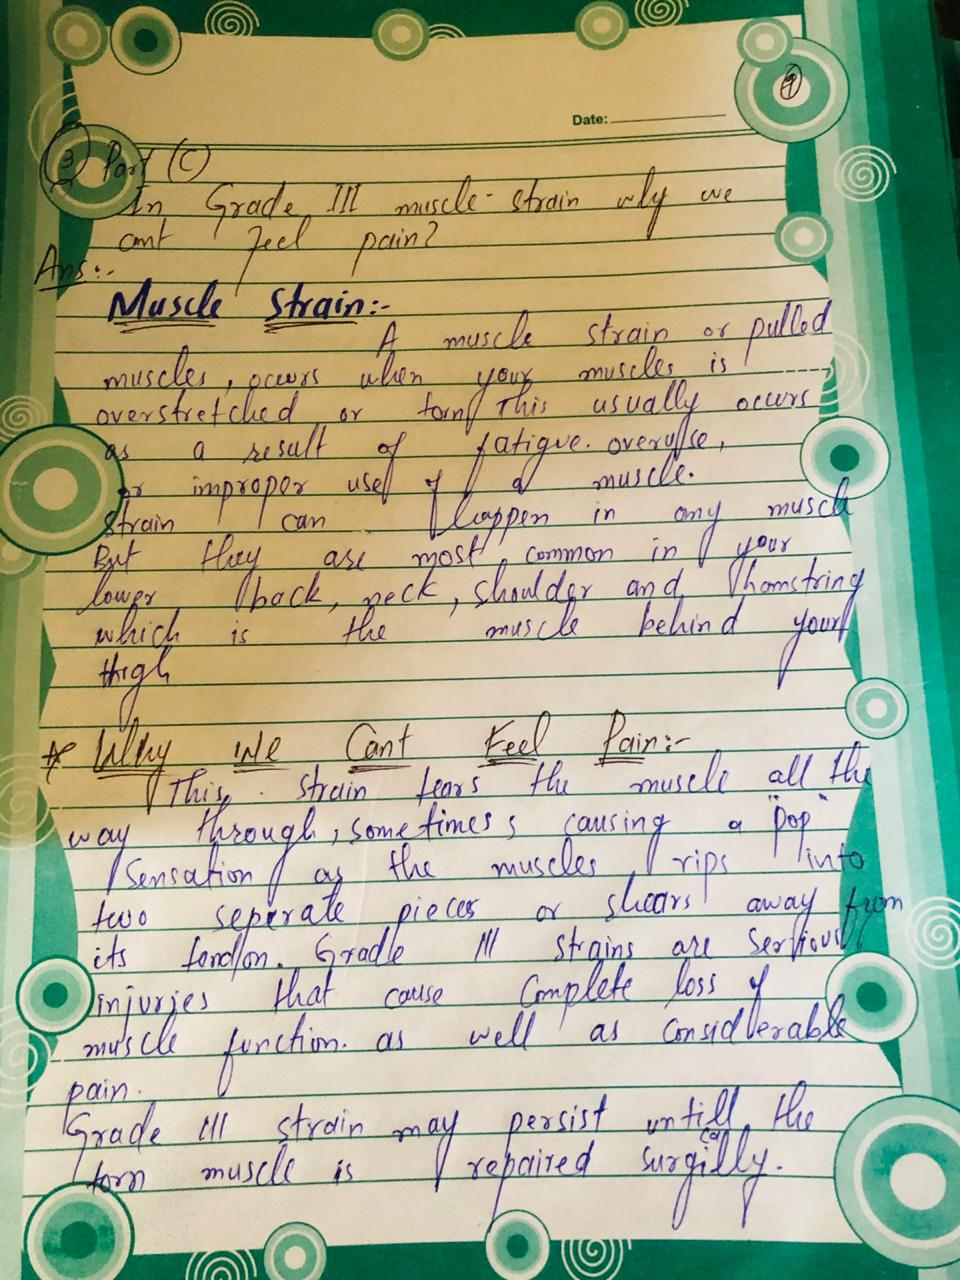 9
Date:
3 Part (C)
In Grade III muscle-strain why we
cant feel pain?
Ans:-
Muscle Strain:-
A muscle strain or pulled
muscles, occurs when your muscles is
overstretched or torn This usually occurs
as a result of fatigue. overuse,
or improper use of a muscle.
strain can happen in any muscle
But they are most common in your
lower back, neck, shoulder and hamstring
which is the muscle behind your
thigh
* Why We Cant Feel Pain:-
This strain tears the muscle all the
way through, sometimes s causing a "pop"
Sensation as the muscles rips into
two seperate pieces or shears away from
its tendon. Grade III strains are serious
injuries that cause Complete loss of
muscle function. as well as considerable
pain.
Grade III strain may persist untill the
torn muscle is repaired surgically.